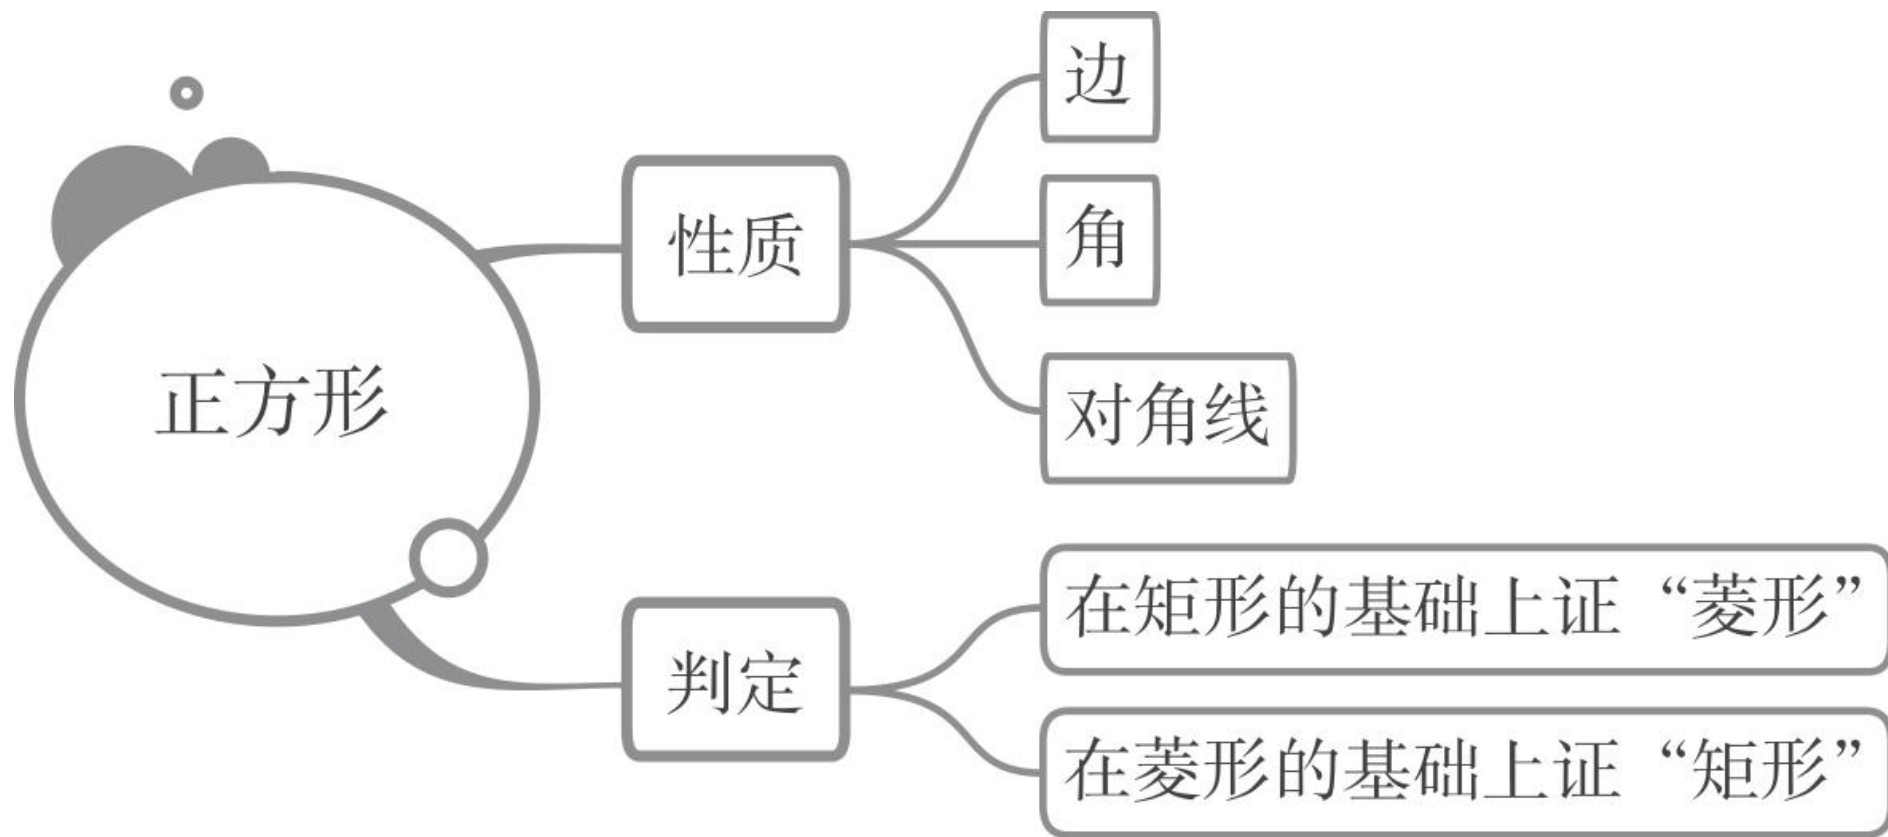 正方形
性质
边
角
对角线
判定
在矩形的基础上证“菱形”
在菱形的基础上证“矩形”